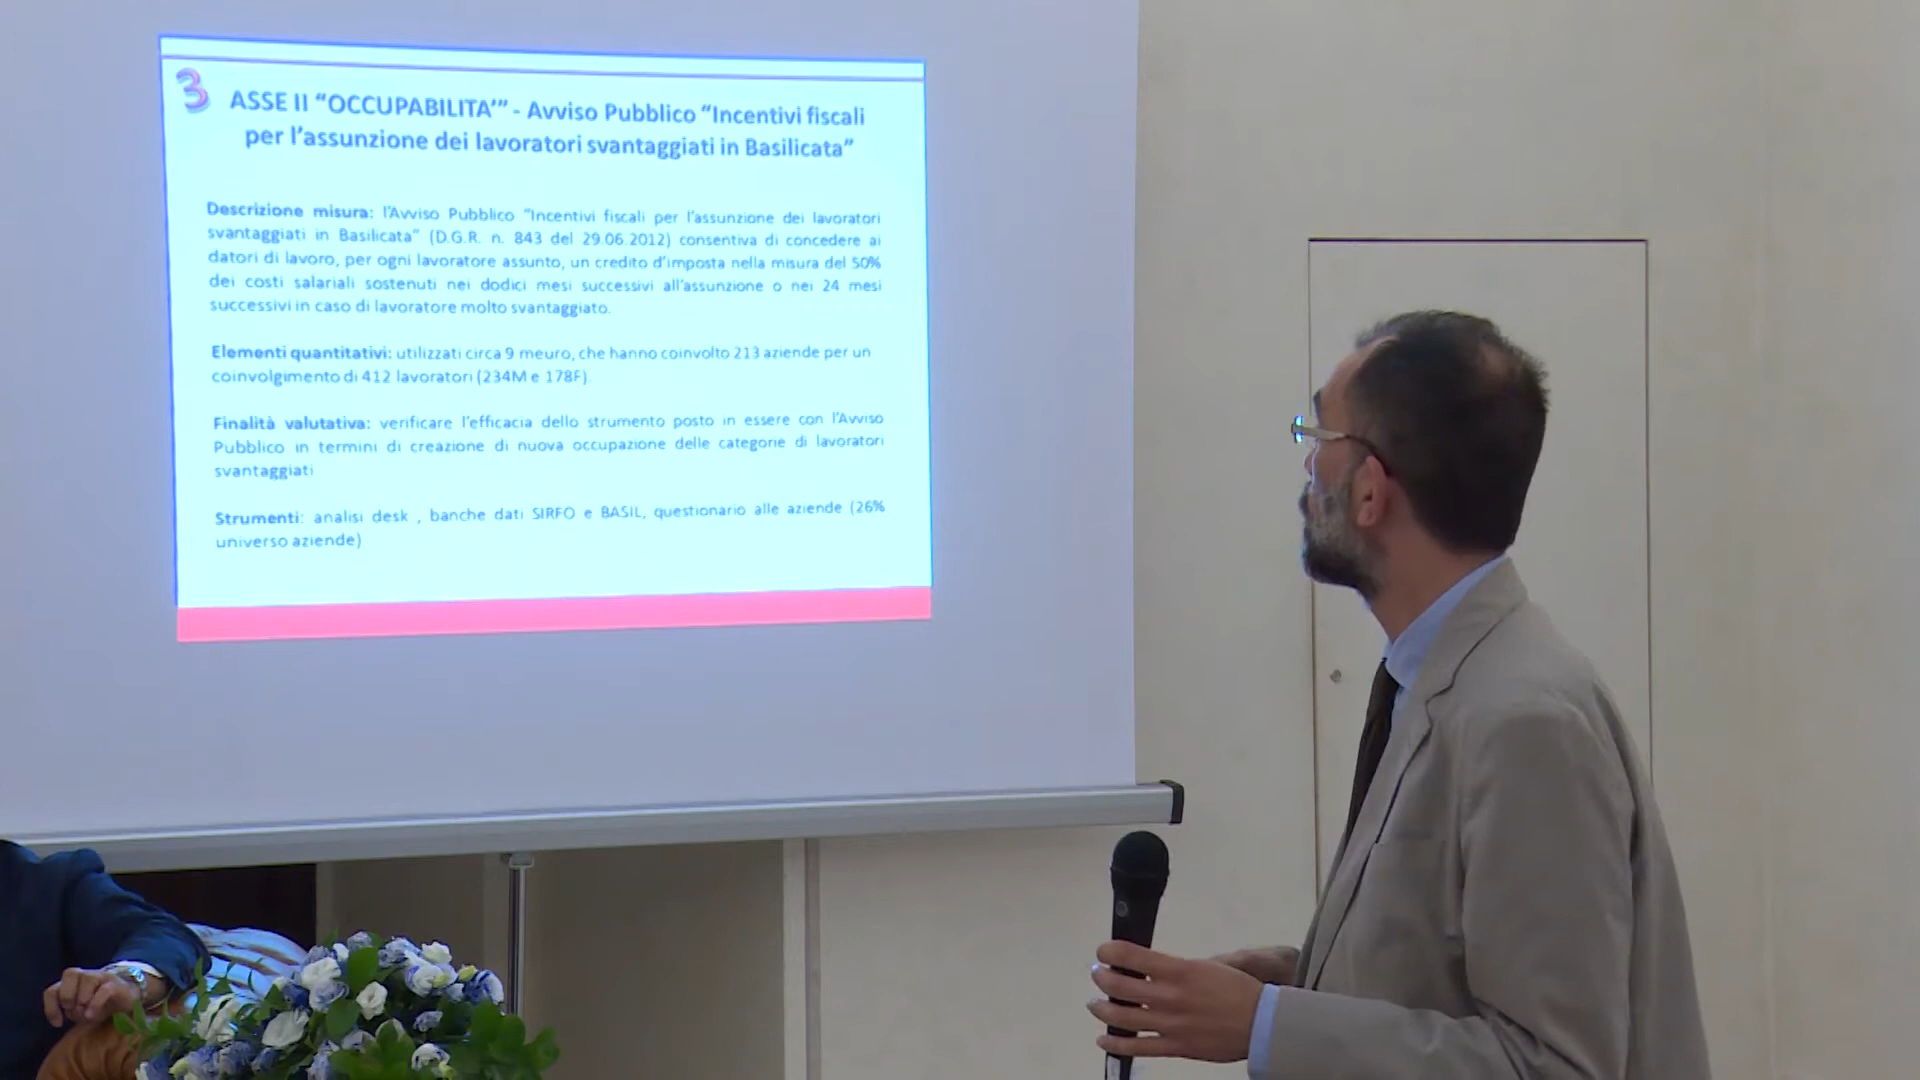 3
ASSE II “OCCUPABILITA’” - Avviso Pubblico “Incentivi fiscali
per l’assunzione dei lavoratori svantaggiati in Basilicata”
Descrizione misura: l’Avviso Pubblico “Incentivi fiscali per l’assunzione dei lavoratori
svantaggiati in Basilicata” (D.G.R. n. 843 del 29.06.2012) consentiva di concedere ai
datori di lavoro, per ogni lavoratore assunto, un credito d’imposta nella misura del 50%
dei costi salariali sostenuti nei dodici mesi successivi all’assunzione o nei 24 mesi
successivi in caso di lavoratore molto svantaggiato.
Elementi quantitativi: utilizzati circa 9 meuro, che hanno coinvolto 213 aziende per un
coinvolgimento di 412 lavoratori (234M e 178F).
Finalità valutativa: verificare l’efficacia dello strumento posto in essere con l’Avviso
Pubblico in termini di creazione di nuova occupazione delle categorie di lavoratori
svantaggiati
Strumenti: analisi desk , banche dati SIRFO e BASIL, questionario alle aziende (26%
universo aziende)